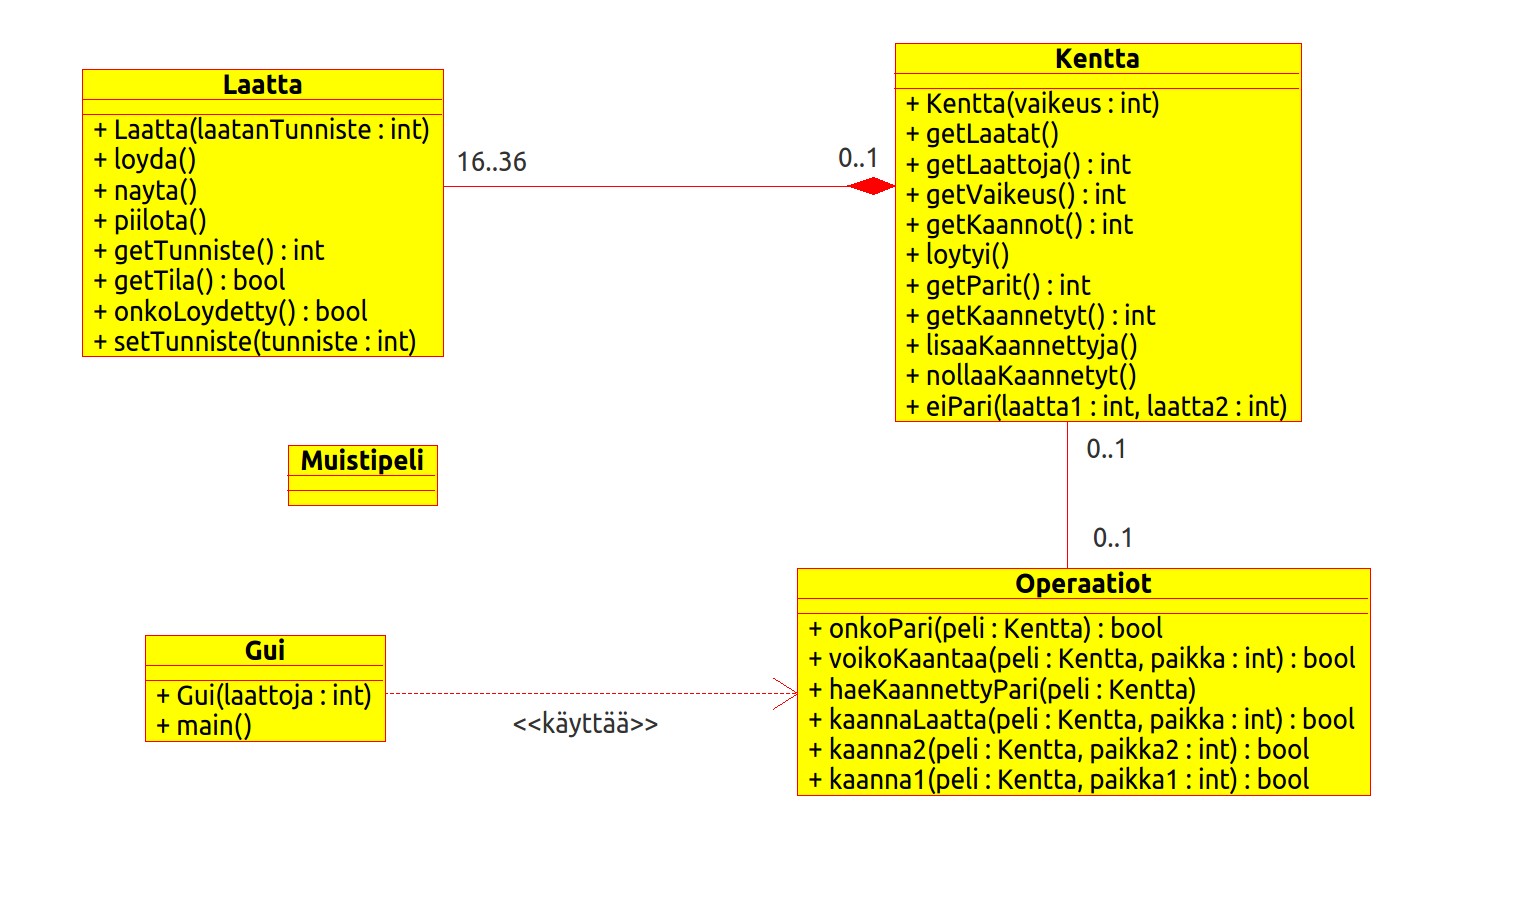 Laatta
+ Laatta(laatanTunniste : int)
+ loyda()
+ nayta()
+ piilota()
+ getTunniste() : int
+ getTila() : bool
+ onkoLoydetty() : bool
+ setTunniste(tunniste : int)
16..36
0..1
Kentta
+ Kentta(vaikeus : int)
+ getLaatat()
+ getLaattoja() : int
+ getVaikeus() : int
+ getKaannot() : int
+ loytyi()
+ getParit() : int
+ getKaannetyt() : int
+ lisaaKaannettyja()
+ nollaaKaannetyt()
+ eiPari(laatta1 : int, laatta2 : int)
0..1
0..1
Muistipeli
Operaatiot
+ onkoPari(peli : Kentta) : bool
+ voikoKaantaa(peli : Kentta, paikka : int) : bool
+ haeKaannettyPari(peli : Kentta)
+ kaannaLaatta(peli : Kentta, paikka : int) : bool
+ kaanna2(peli : Kentta, paikka2 : int) : bool
+ kaanna1(peli : Kentta, paikka1 : int) : bool
Gui
+ Gui(laattoja : int)
+ main()
<<käyttää>>